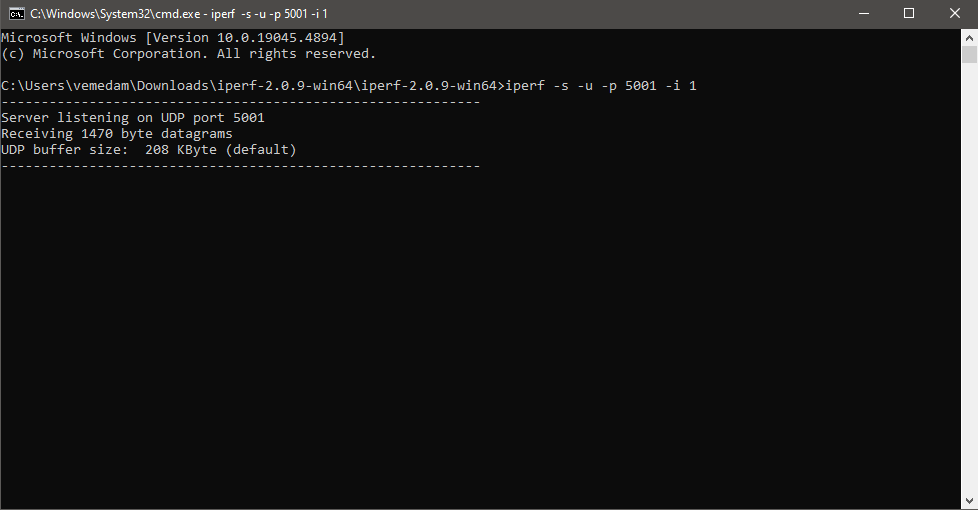 C:\Windows\System32\cmd.exe - iperf -s -u -p 5001 -i 1
Microsoft Windows [Version 10.0.19045.4894]
(c) Microsoft Corporation. All rights reserved.
C:\Users\vemedam\Downloads\iperf-2.0.9-win64\iperf-2.0.9-win64>iperf -s -u -p 5001 -i 1
------------------------------------------------------------
Server listening on UDP port 5001
Receiving 1470 byte datagrams
UDP buffer size:  208 KByte (default)
------------------------------------------------------------